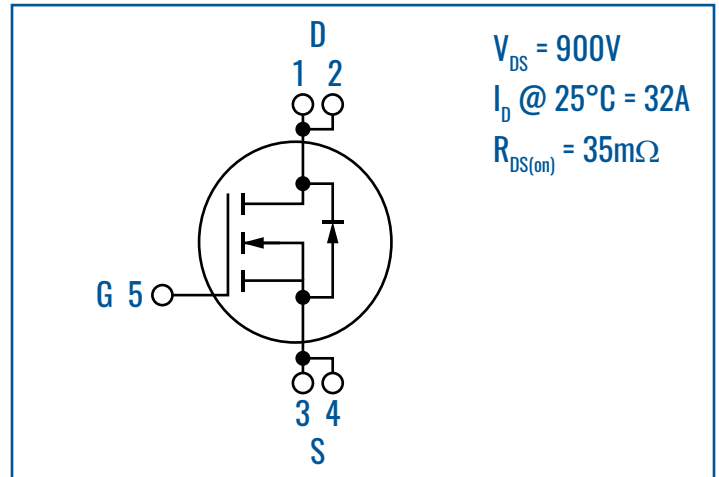 D
1 2
V_DS = 900V
I_D @ 25°C = 32A
R_DS(on) = 35mΩ
G 5
3 4
S